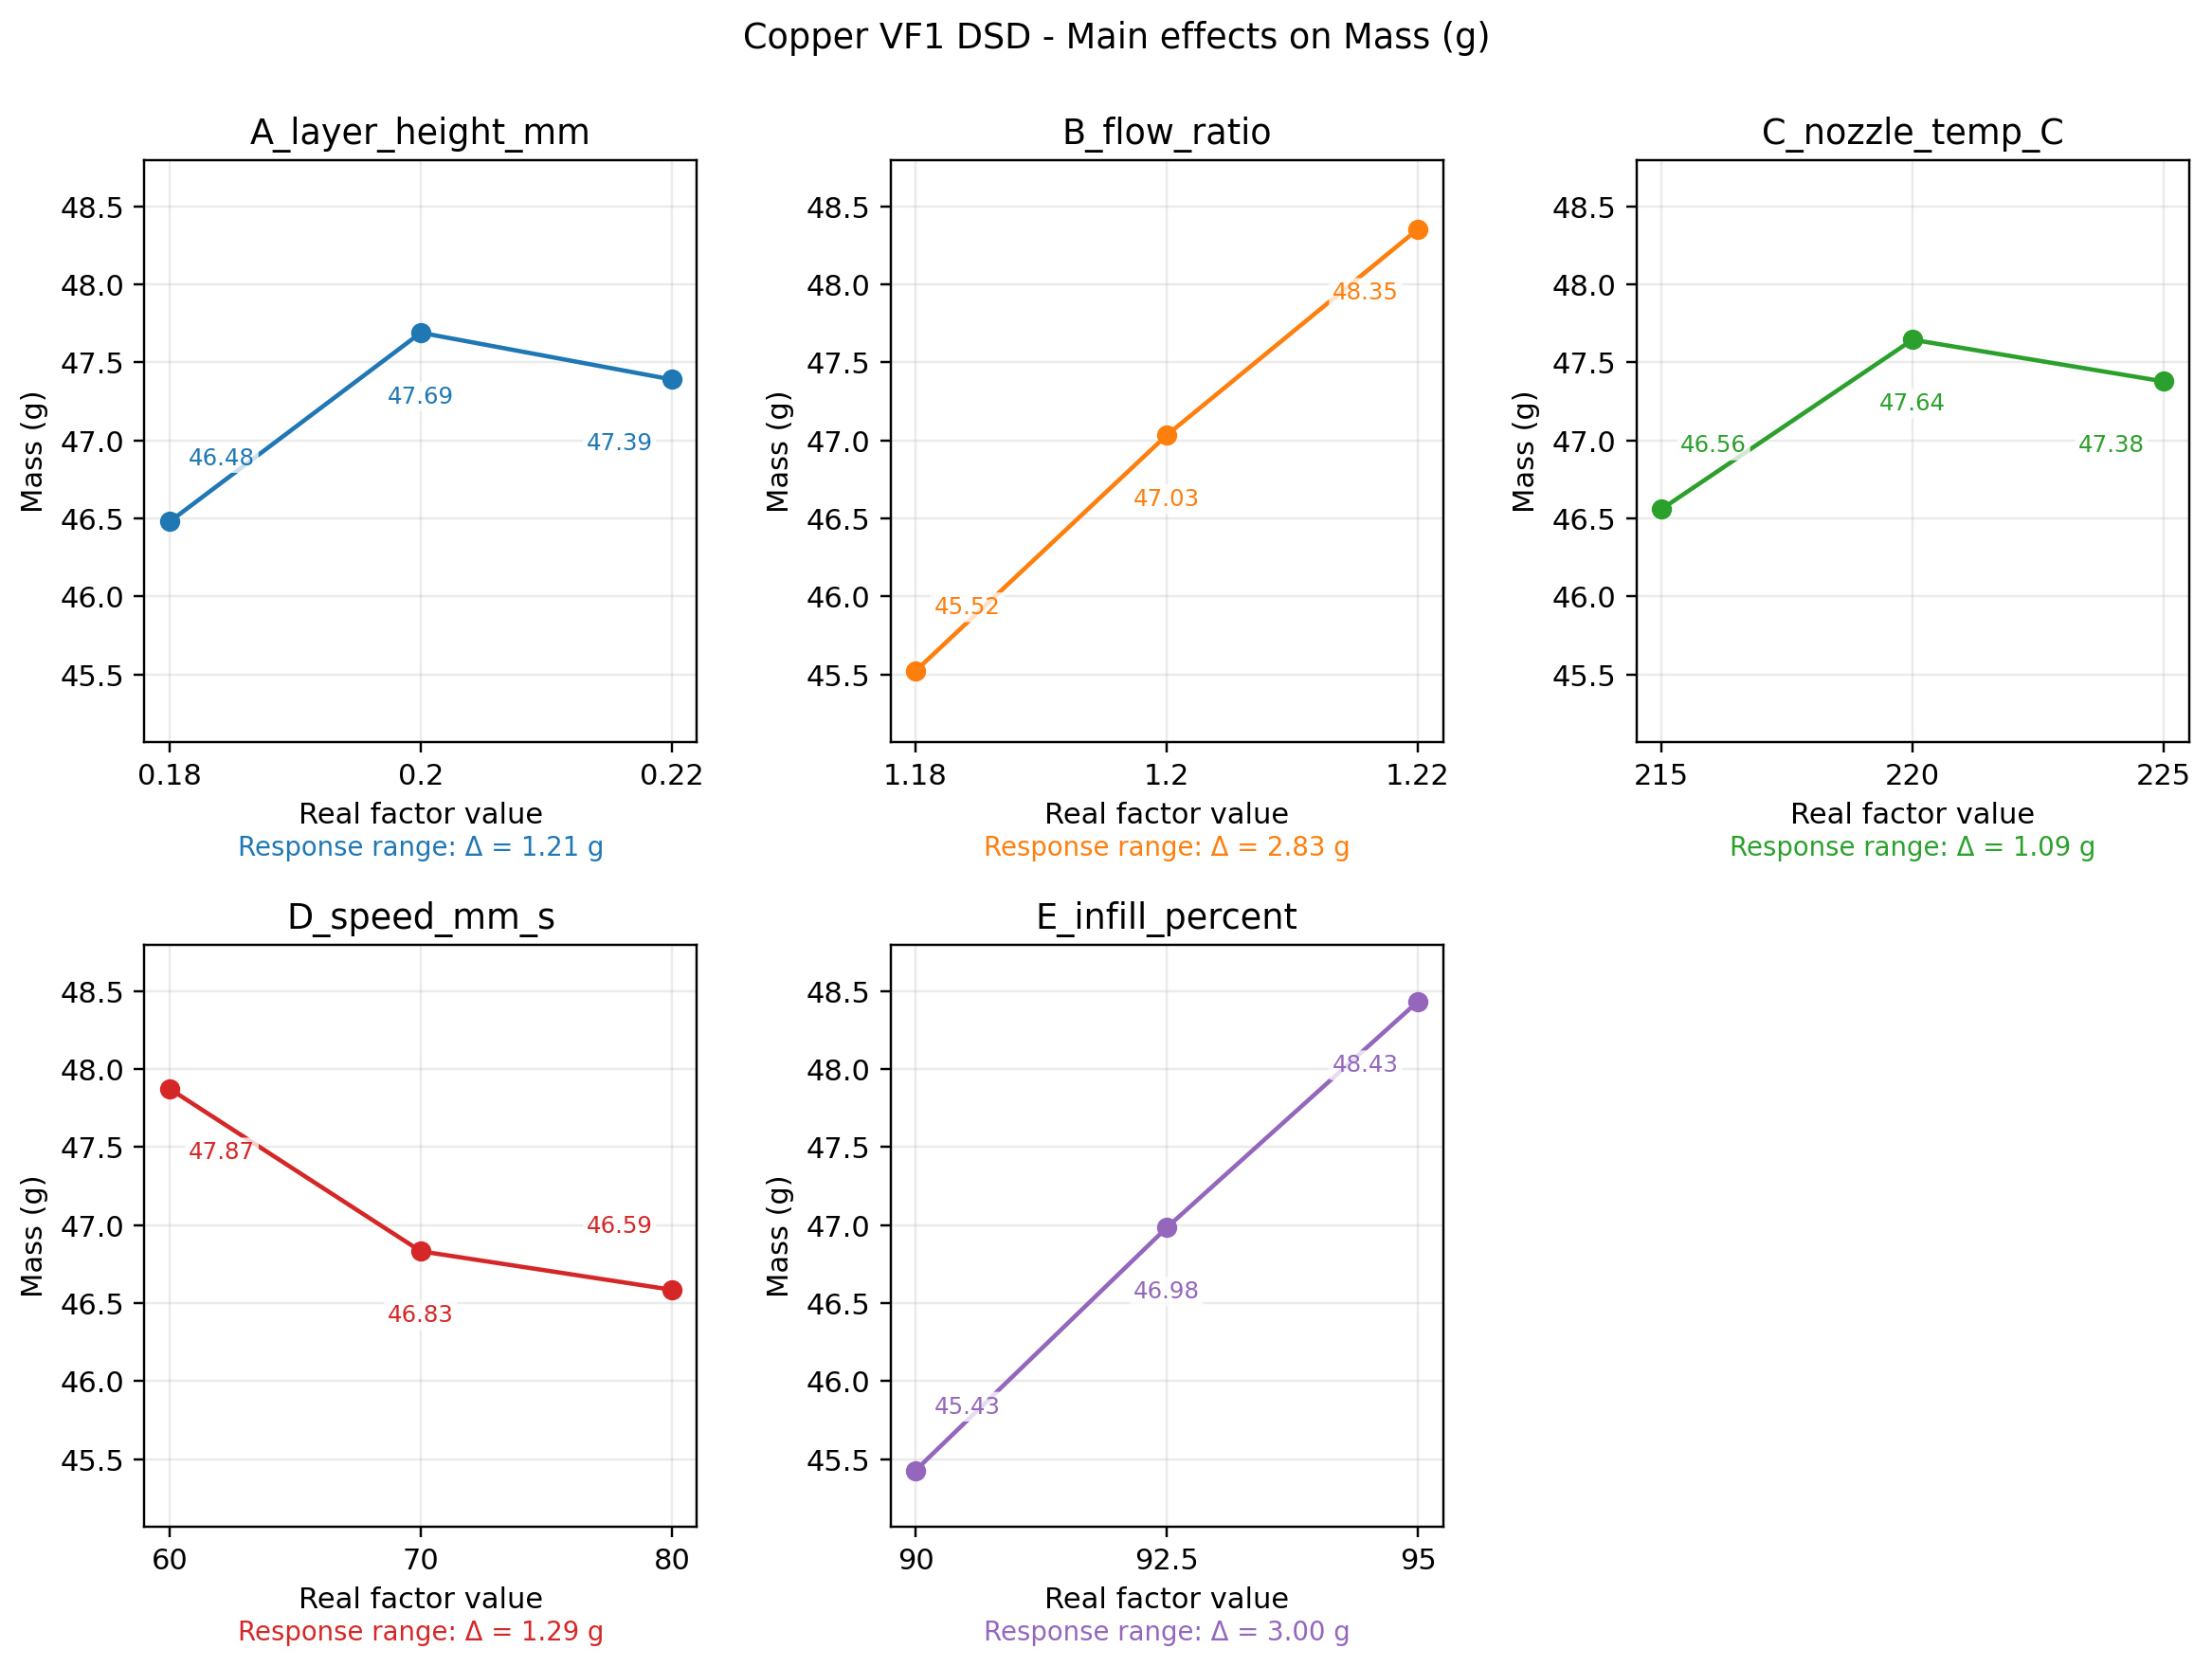 Copper VF1 DSD - Main effects on Mass (g)
A_layer_height_mm
48.5
48.0
47.5
47.0
46.5
46.0
45.5
Mass (g)
46.48
47.69
47.39
0.18 0.2 0.22
Real factor value
Response range: Δ = 1.21 g
B_flow_ratio
48.5
48.0
47.5
47.0
46.5
46.0
45.5
Mass (g)
45.52
47.03
48.35
1.18 1.2 1.22
Real factor value
Response range: Δ = 2.83 g
C_nozzle_temp_C
48.5
48.0
47.5
47.0
46.5
46.0
45.5
Mass (g)
46.56
47.64
47.38
215 220 225
Real factor value
Response range: Δ = 1.09 g
D_speed_mm_s
48.5
48.0
47.5
47.0
46.5
46.0
45.5
Mass (g)
47.87
46.83
46.59
60 70 80
Real factor value
Response range: Δ = 1.29 g
E_infill_percent
48.5
48.0
47.5
47.0
46.5
46.0
45.5
Mass (g)
45.43
46.98
48.43
90 92.5 95
Real factor value
Response range: Δ = 3.00 g